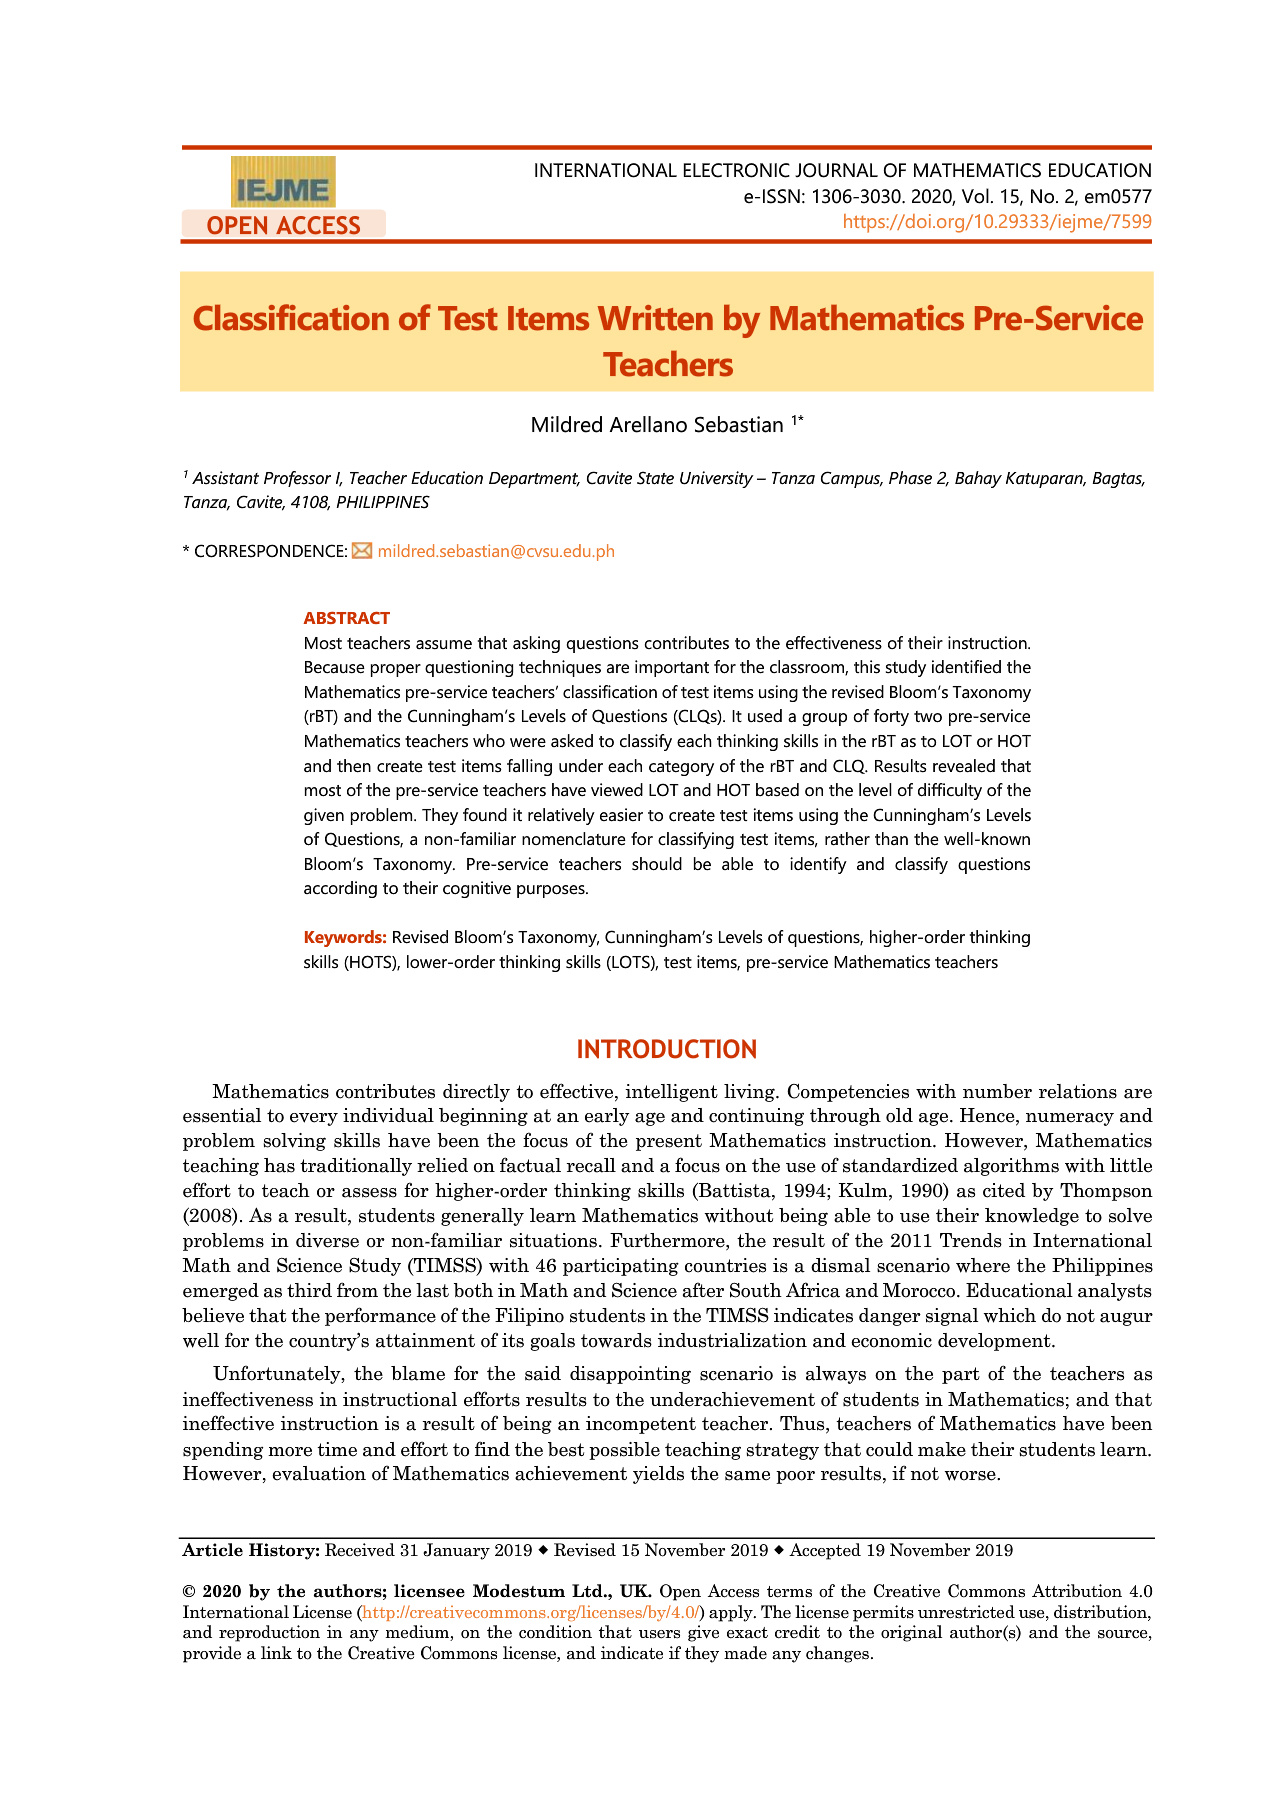 IEJME
OPEN ACCESS
INTERNATIONAL ELECTRONIC JOURNAL OF MATHEMATICS EDUCATION
e-ISSN: 1306-3030. 2020, Vol. 15, No. 2, em0577
https://doi.org/10.29333/iejme/7599
Classification of Test Items Written by Mathematics Pre-Service
Teachers
Mildred Arellano Sebastian 1*
1 Assistant Professor I, Teacher Education Department, Cavite State University – Tanza Campus, Phase 2, Bahay Katuparan, Bagtas,
Tanza, Cavite, 4108, PHILIPPINES
* CORRESPONDENCE: mildred.sebastian@cvsu.edu.ph
ABSTRACT
Most teachers assume that asking questions contributes to the effectiveness of their instruction.
Because proper questioning techniques are important for the classroom, this study identified the
Mathematics pre-service teachers' classification of test items using the revised Bloom's Taxonomy
(rBT) and the Cunningham's Levels of Questions (CLQs). It used a group of forty two pre-service
Mathematics teachers who were asked to classify each thinking skills in the rBT as to LOT or HOT
and then create test items falling under each category of the rBT and CLQ. Results revealed that
most of the pre-service teachers have viewed LOT and HOT based on the level of difficulty of the
given problem. They found it relatively easier to create test items using the Cunningham's Levels
of Questions, a non-familiar nomenclature for classifying test items, rather than the well-known
Bloom's Taxonomy. Pre-service teachers should be able to identify and classify questions
according to their cognitive purposes.
Keywords: Revised Bloom's Taxonomy, Cunningham's Levels of questions, higher-order thinking
skills (HOTS), lower-order thinking skills (LOTS), test items, pre-service Mathematics teachers
INTRODUCTION
Mathematics contributes directly to effective, intelligent living. Competencies with number relations are
essential to every individual beginning at an early age and continuing through old age. Hence, numeracy and
problem solving skills have been the focus of the present Mathematics instruction. However, Mathematics
teaching has traditionally relied on factual recall and a focus on the use of standardized algorithms with little
effort to teach or assess for higher-order thinking skills (Battista, 1994; Kulm, 1990) as cited by Thompson
(2008). As a result, students generally learn Mathematics without being able to use their knowledge to solve
problems in diverse or non-familiar situations. Furthermore, the result of the 2011 Trends in International
Math and Science Study (TIMSS) with 46 participating countries is a dismal scenario where the Philippines
emerged as third from the last both in Math and Science after South Africa and Morocco. Educational analysts
believe that the performance of the Filipino students in the TIMSS indicates danger signal which do not augur
well for the country's attainment of its goals towards industrialization and economic development.
Unfortunately, the blame for the said disappointing scenario is always on the part of the teachers as
ineffectiveness in instructional efforts results to the underachievement of students in Mathematics; and that
ineffective instruction is a result of being an incompetent teacher. Thus, teachers of Mathematics have been
spending more time and effort to find the best possible teaching strategy that could make their students learn.
However, evaluation of Mathematics achievement yields the same poor results, if not worse.
Article History: Received 31 January 2019 ◆ Revised 15 November 2019 ◆ Accepted 19 November 2019
© 2020 by the authors; licensee Modestum Ltd., UK. Open Access terms of the Creative Commons Attribution 4.0
International License (http://creativecommons.org/licenses/by/4.0/) apply. The license permits unrestricted use, distribution,
and reproduction in any medium, on the condition that users give exact credit to the original author(s) and the source,
provide a link to the Creative Commons license, and indicate if they made any changes.